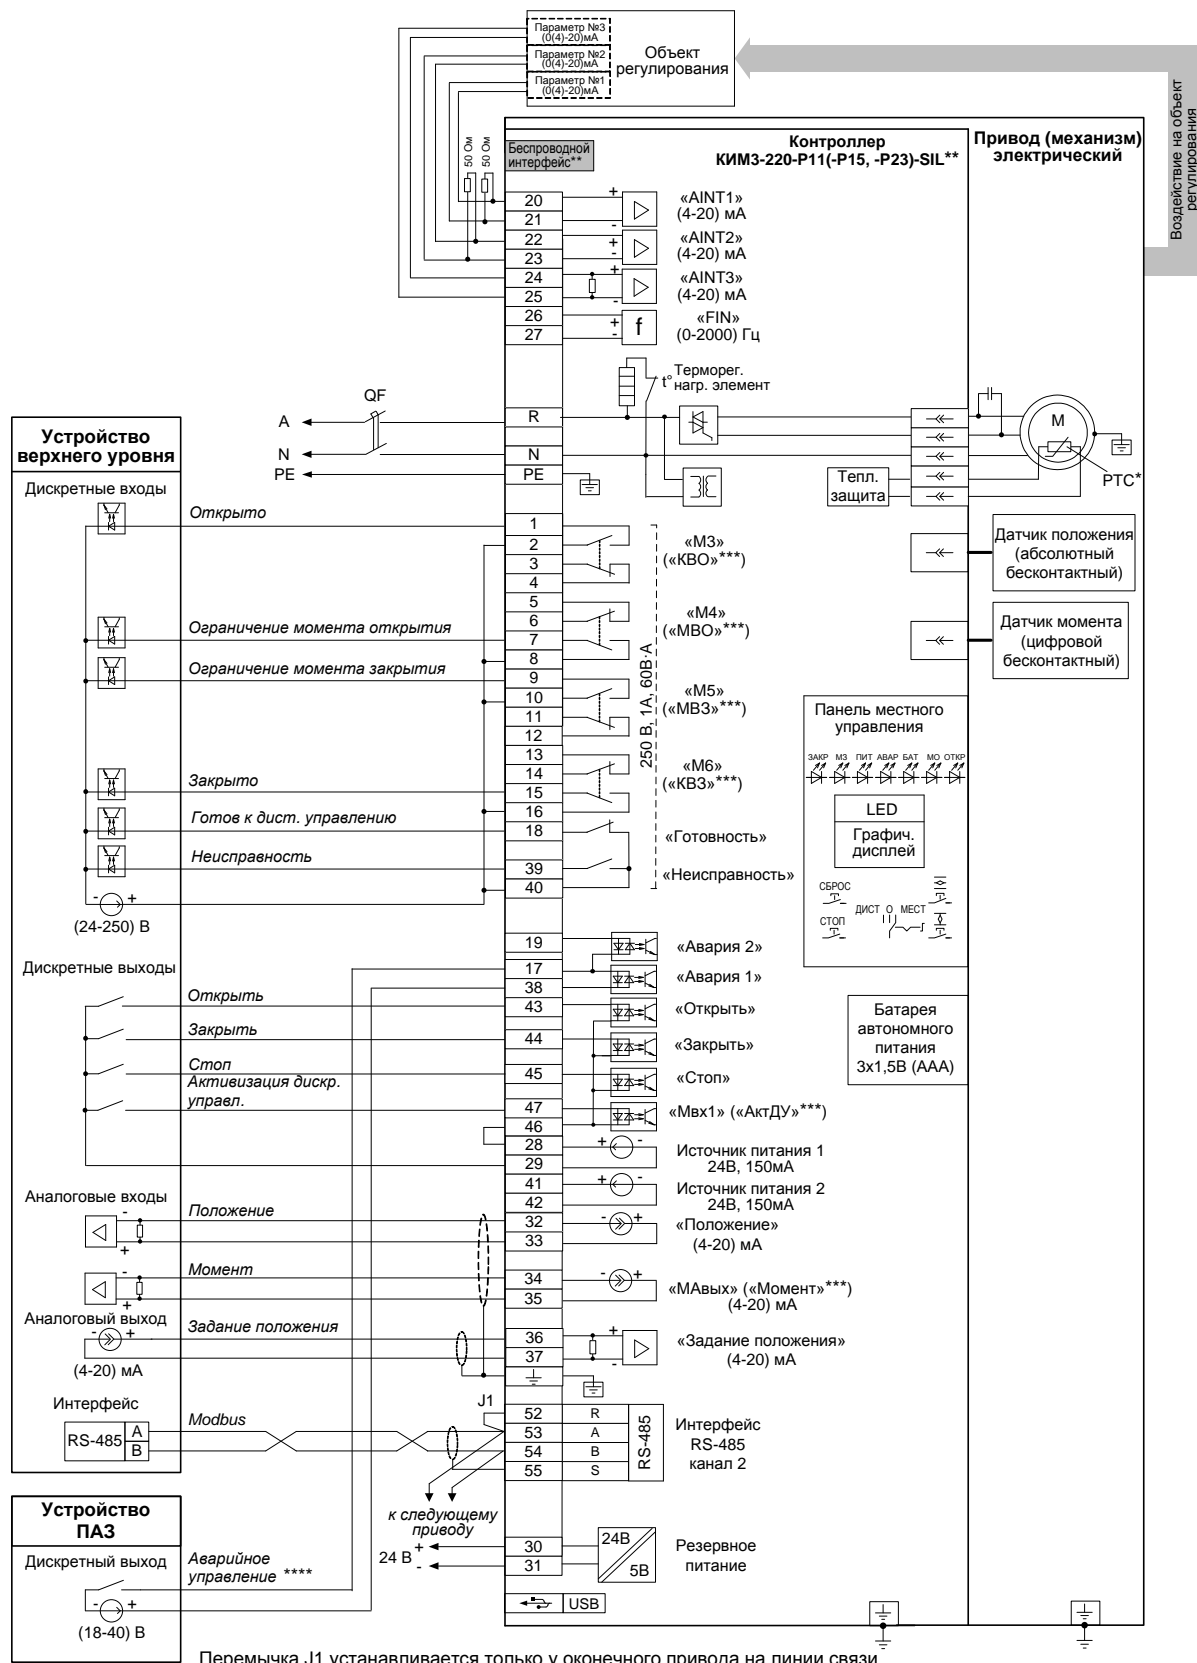 Параметр №3
(0(4)-20)мА
Параметр №2
(0(4)-20)мА
Параметр №1
(0(4)-20)мА
Объект
регулирования
Воздействие на объект
регулирования
50 Ом
50 Ом
Беспроводной
интерфейс**
Контроллер
КИМ3-220-Р11(-Р15, -Р23)-SIL**
Привод (механизм)
электрический
20
21
22
23
24
25
26
27
+
-
«AINT1»
(4-20) мА
+
-
«AINT2»
(4-20) мА
+
-
«AINT3»
(4-20) мА
+
-
f
«FIN»
(0-2000) Гц
t°
Терморег.
нагр. элемент
QF
A
N
PE
R
N
PE
Тепл.
защита
M
PTC*
Устройство
верхнего уровня
Дискретные входы
Открыто
Ограничение момента открытия
Ограничение момента закрытия
Закрыто
Готов к дист. управлению
Неисправность
- +
(24-250) В
1
2
3
4
5
6
7
8
9
10
11
12
13
14
15
16
18
39
40
«М3»
(«КВО»***)
«М4»
(«МВО»***)
«М5»
(«МВЗ»***)
«М6»
(«КВЗ»***)
250 В, 1А, 60В·А
«Готовность»
«Неисправность»
Датчик положения
(абсолютный
бесконтактный)
Датчик момента
(цифровой
бесконтактный)
Панель местного
управления
ЗАКР МЗ ПИТ АВАР БАТ МО ОТКР
LED
Графич.
дисплей
СБРОС
СТОП
ДИСТ О МЕСТ
Батарея
автономного
питания
3х1,5В (ААА)
Дискретные выходы
Открыть
Закрыть
Стоп
Активизация дискр.
управл.
19
17
38
43
44
45
47
46
28
29
41
42
«Авария 2»
«Авария 1»
«Открыть»
«Закрыть»
«Стоп»
«Мвх1» («АктДУ»***)
+ -
Источник питания 1
24В, 150мА
+ -
Источник питания 2
24В, 150мА
Аналоговые входы
-
+
Положение
32
33
- +
«Положение»
(4-20) мА
-
+
Момент
34
35
- +
«МАвых» («Момент»***)
(4-20) мА
Аналоговый выход
- +
(4-20) мА
Задание положения
36
37
+
-
«Задание положения»
(4-20) мА
Интерфейс
RS-485
A
B
Modbus
J1
52
53
54
55
R
A
B
S
RS-485
Интерфейс
RS-485
канал 2
к следующему
приводу
24 В
+
-
30
31
24В
5В
Резервное
питание
USB
Устройство
ПАЗ
Дискретный выход
- +
(18-40) В
Аварийное
управление ****
Перемычка J1 устанавливается только у оконечного привода на линии связи